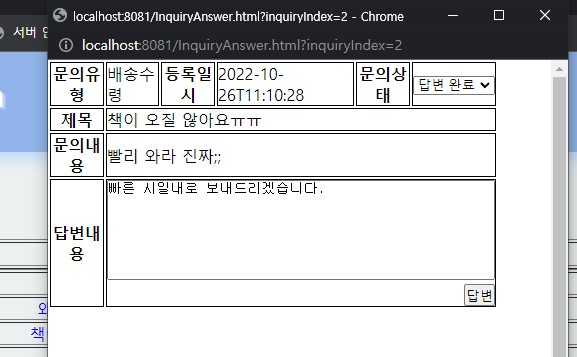 서버 인
localhost:8081/InquiryAnswer.html?inquiryIndex=2 - Chrome
localhost:8081/InquiryAnswer.html?inquiryIndex=2
문의유형 배송수령 등록일시 2022-10-26T11:10:28 문의상태 답변 완료
제목 책이 오질 않아요ㅠㅠ
문의내용 빨리 와라 진짜;;
답변내용 빠른 시일내로 보내드리겠습니다.
답변
책